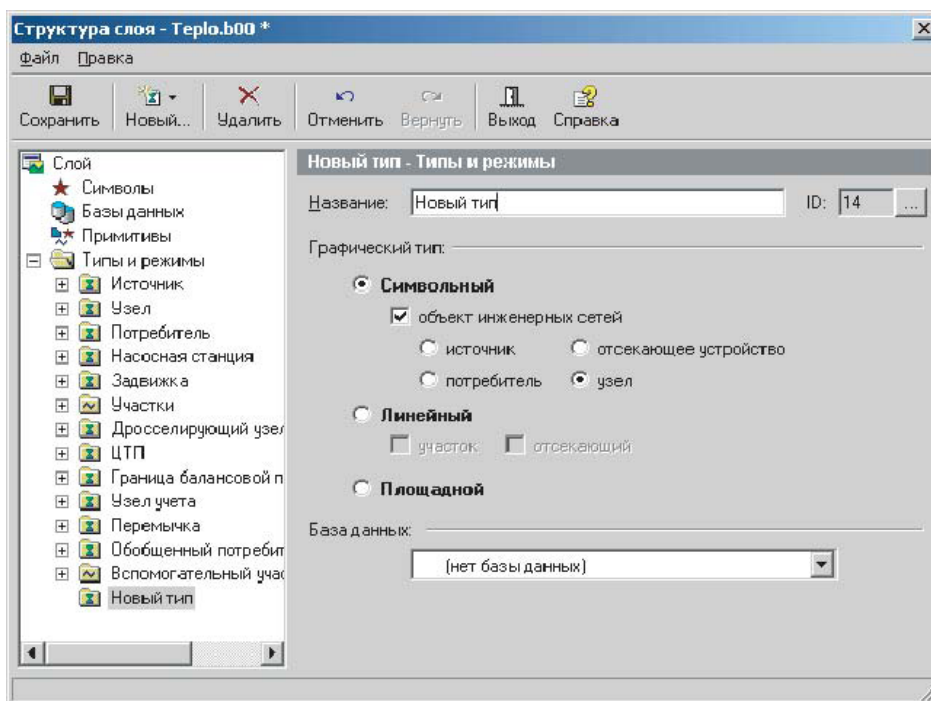 Структура слоя - Teplo.b00 *
Файл Правка
Сохранить Новый... Удалить Отменить Вернуть Выход Справка
Слой
Символы
Базы данных
Примитивы
Типы и режимы
Источник
Узел
Потребитель
Насосная станция
Задвижка
Участки
Дросселирующий узел
ЦТП
Граница балансовой п
Узел учета
Перемычка
Обобщенный потребит
Вспомогательный учас
Новый тип
Новый тип - Типы и режимы
Название: Новый тип ID: 14 ...
Графический тип:
Символьный
объект инженерных сетей
источник отсекающее устройство
потребитель узел
Линейный
участок отсекающий
Площадной
База данных:
(нет базы данных)